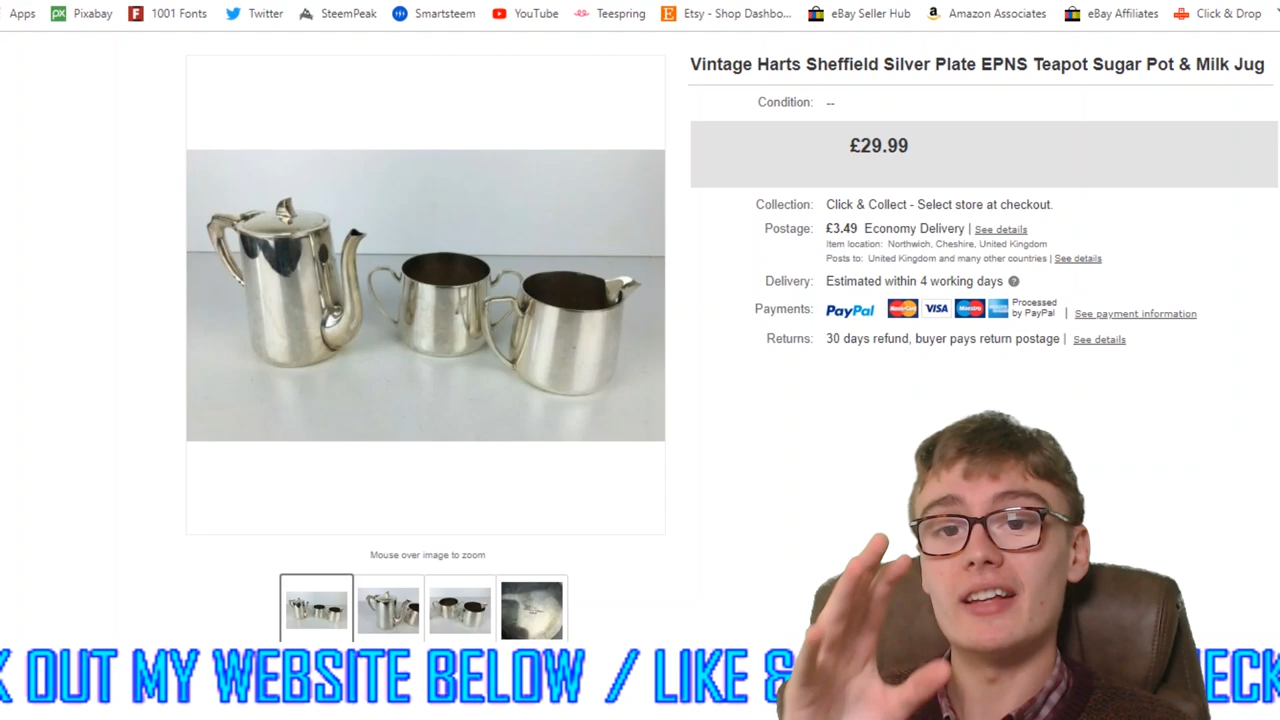 Apps Pixabay 1001 Fonts Twitter SteemPeak Smartsteem YouTube Teespring Etsy - Shop Dashbo... eBay Seller Hub Amazon Associates eBay Affiliates Click & Drop
Vintage Harts Sheffield Silver Plate EPNS Teapot Sugar Pot & Milk Jug
Condition: --
£29.99
Collection: Click & Collect - Select store at checkout.
Postage: £3.49 Economy Delivery | See details
Item location: Northwich, Cheshire, United Kingdom
Posts to: United Kingdom and many other countries | See details
Delivery: Estimated within 4 working days
Payments: PayPal MasterCard VISA Maestro Processed by PayPal | See payment information
Returns: 30 days refund, buyer pays return postage | See details
Mouse over image to zoom
K OUT MY WEBSITE BELOW / LIKE & HECK